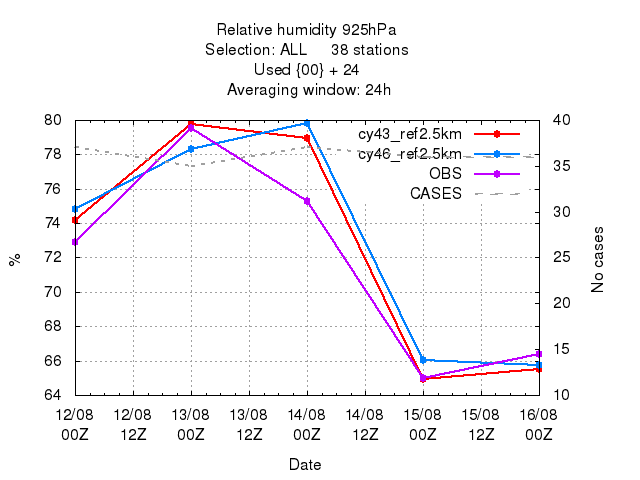 Relative humidity 925hPa
Selection: ALL     38 stations
Used {00} + 24
Averaging window: 24h
80 40
cy43_ref2.5km
78 cy46_ref2.5km 35
OBS
76 CASES
30
74
72 25
% No cases
70 20
68
66 15
64 10
12/08 12/08 13/08 13/08 14/08 14/08 15/08 15/08 16/08
00Z 12Z 00Z 12Z 00Z 12Z 00Z 12Z 00Z
Date